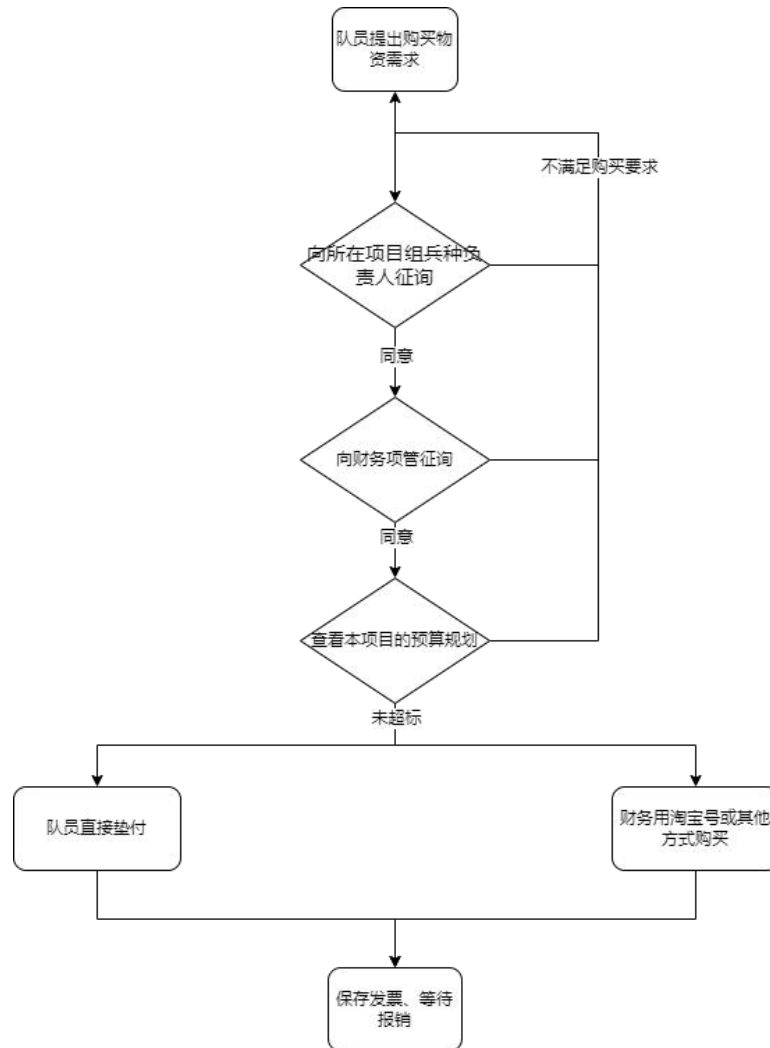 队员提出购买物
资需求
不满足购买要求
向所在项目组兵种负
责人征询
同意
向财务项管征询
同意
查看本项目的预算规划
未超标
队员直接垫付
财务用淘宝号或其他
方式购买
保存发票、等待
报销